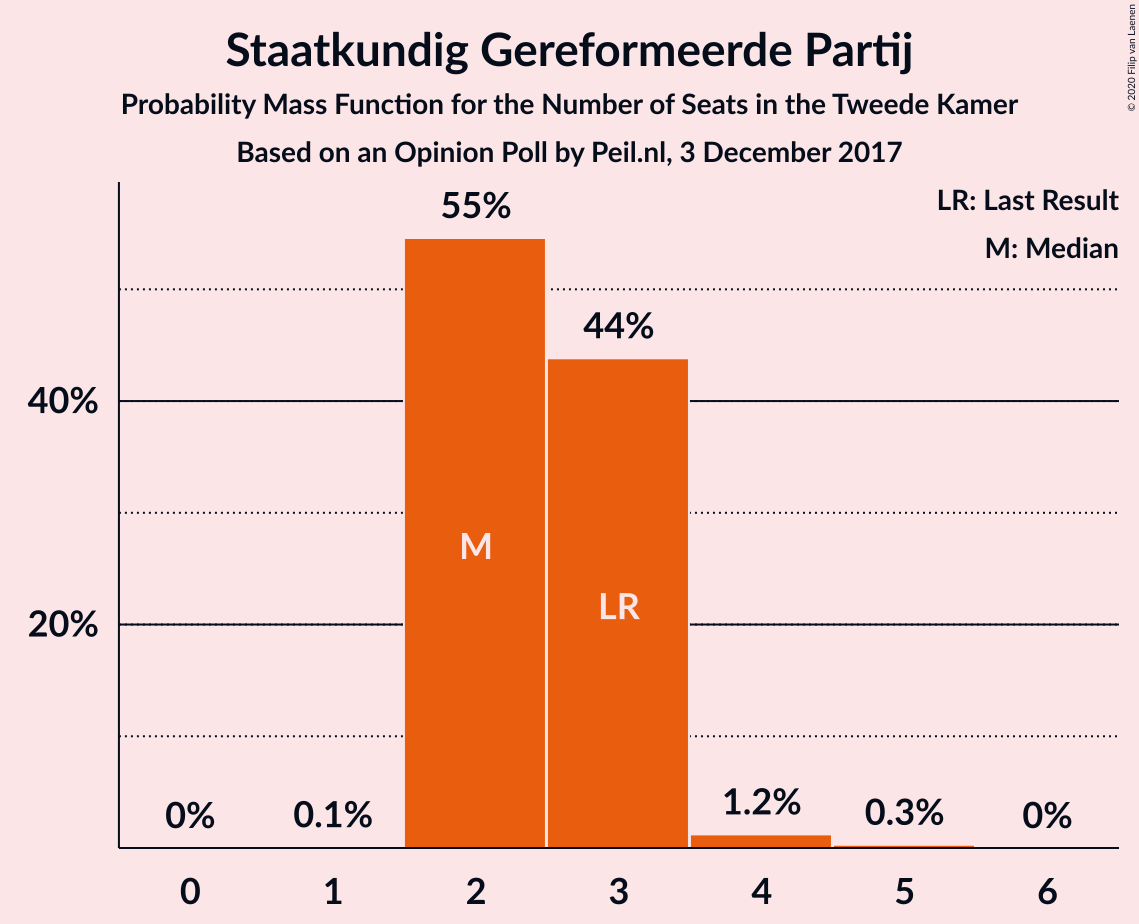 Staatkundig Gereformeerde Partij
Probability Mass Function for the Number of Seats in the Tweede Kamer
Based on an Opinion Poll by Peil.nl, 3 December 2017
© 2020 Filip van Laenen
LR: Last Result
M: Median
55%
44%
40%
M
LR
20%
0%
0.1%
1.2%
0.3%
0%
0
1
2
3
4
5
6